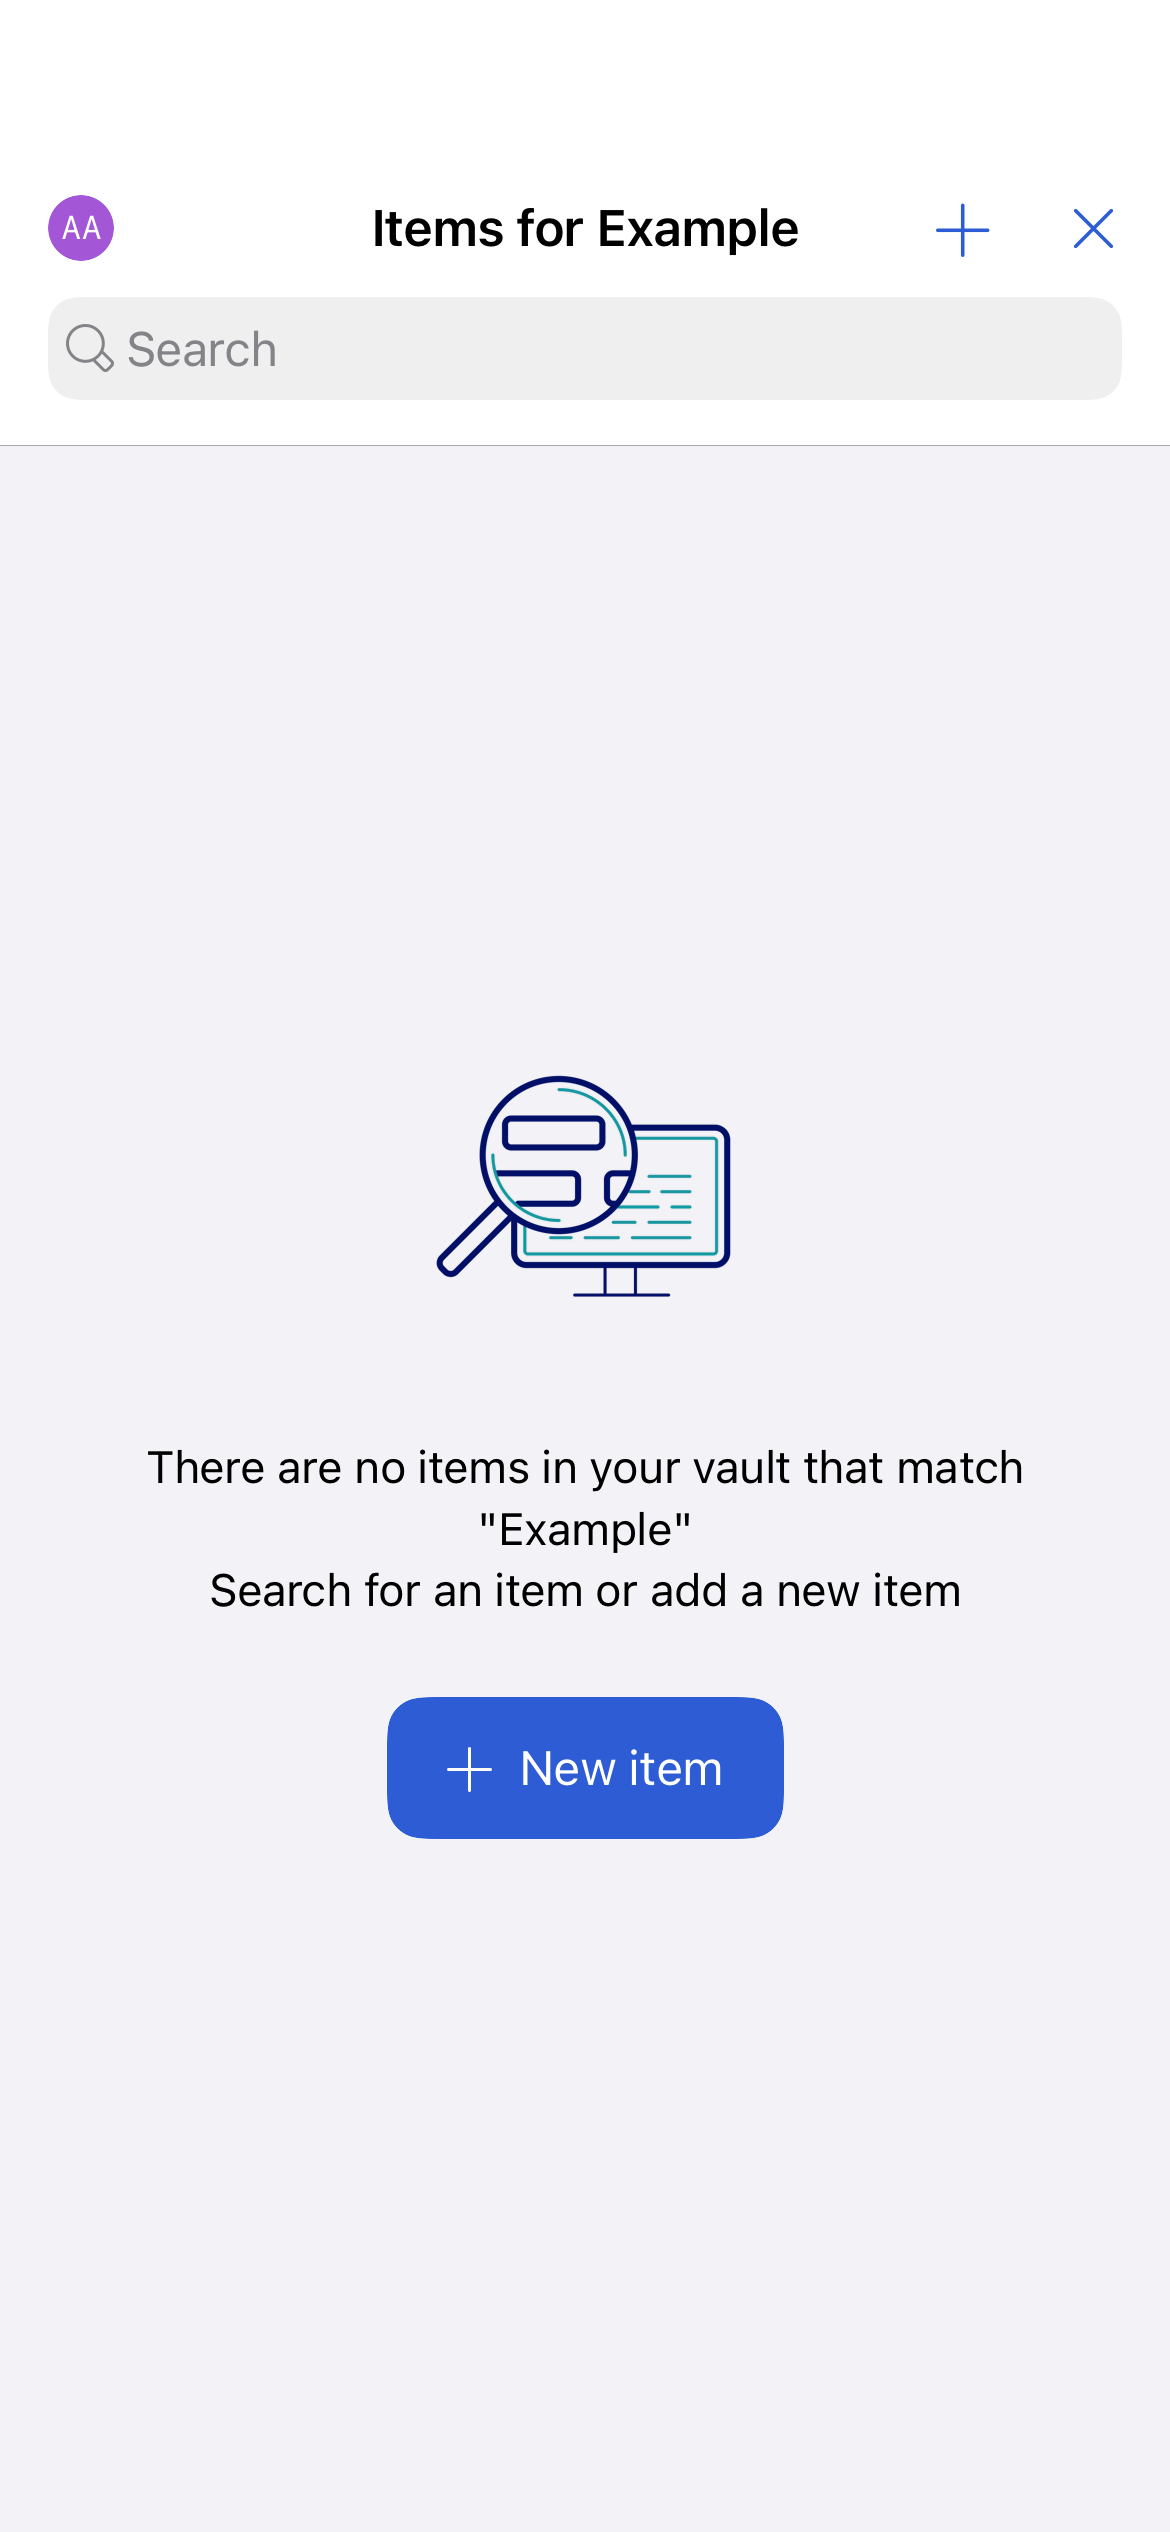 AA
Items for Example
Search
There are no items in your vault that match
"Example"
Search for an item or add a new item
New item